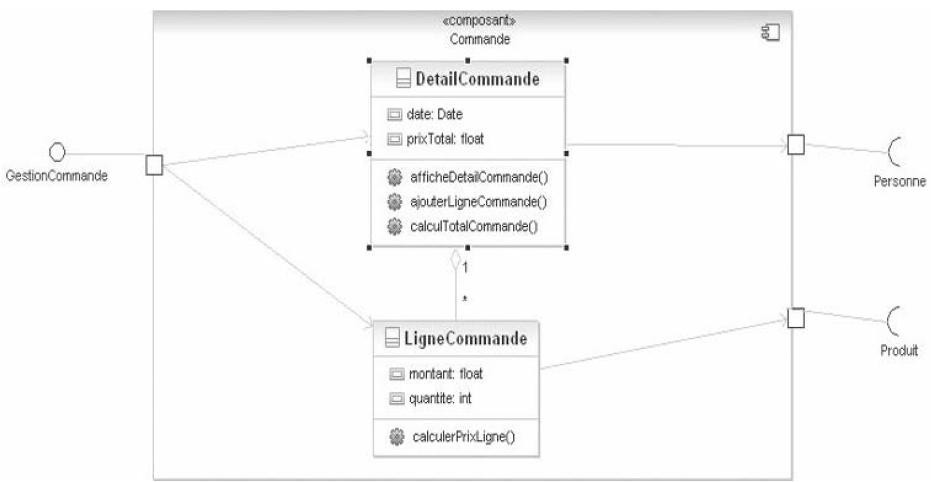 «composant»
Commande
DetailCommande
date: Date
prixTotal: float
afficheDetailCommande()
ajouterLigneCommande()
calculTotalCommande()
GestionCommande
Personne
1
*
LigneCommande
montant: float
quantite: int
calculerPrixLigne()
Produit